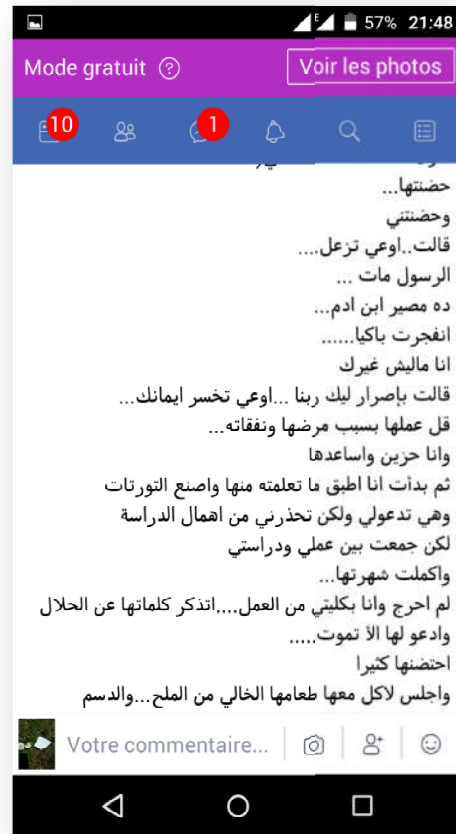 57% 21:48
Mode gratuit ?
Voir les photos
10
1
حضنتها...
وحضنتني
قالت..اوعي تزعل....
الرسول مات ...
ده مصير ابن ادم...
انفجرت باكيا......
انا ماليش غيرك
قالت بإصرار ليك ربنا ...اوعي تخسر ايمانك...
قل عملها بسبب مرضها ونفقاته...
وانا حزين واساعدها
ثم بدأت انا اطبق ما تعلمته منها واصنع التورتات
وهي تدعولي ولكن تحذرني من اهمال الدراسة
لكن جمعت بين عملي ودراستي
واكملت شهرتها...
لم احرج وانا بكليتي من العمل....اتذكر كلماتها عن الحلال
وادعو لها الآ تموت.....
احتضنها كثيرا
واجلس لاكل معها طعامها الخالي من الملح...والدسم
Votre commentaire...